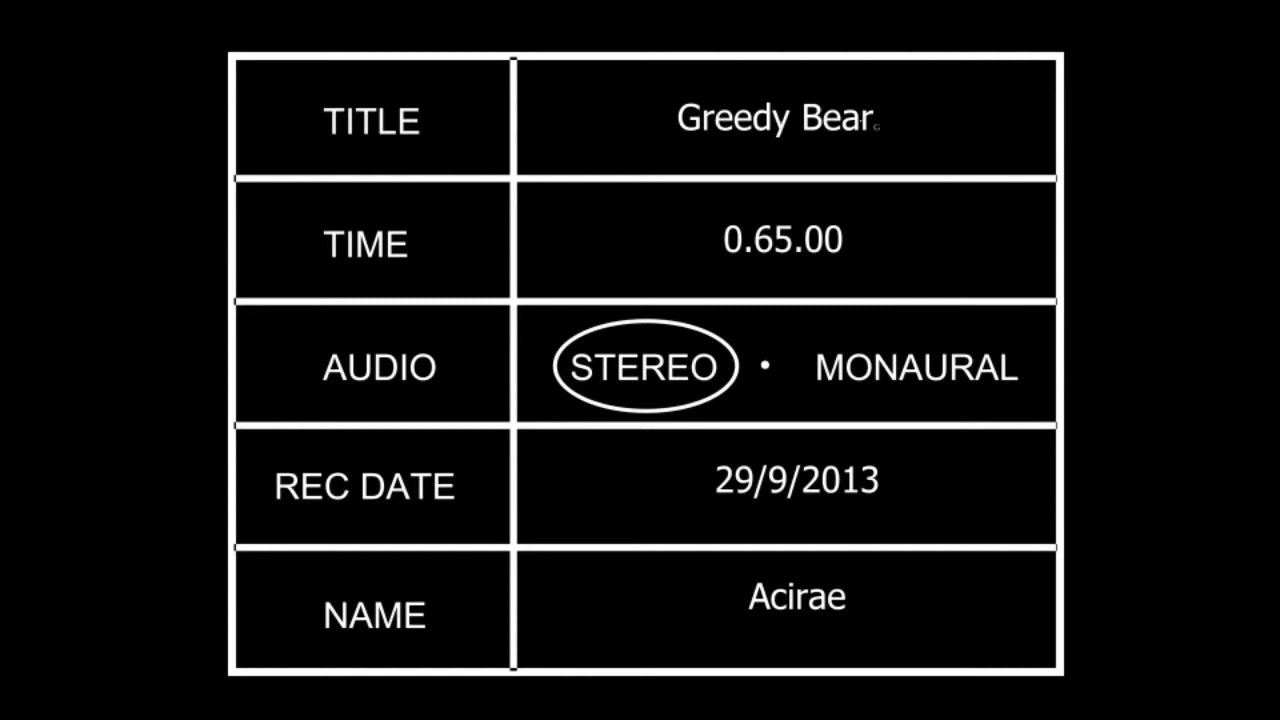 TITLE Greedy Bear
TIME 0.65.00
AUDIO STEREO • MONAURAL
REC DATE 29/9/2013
NAME Acirae